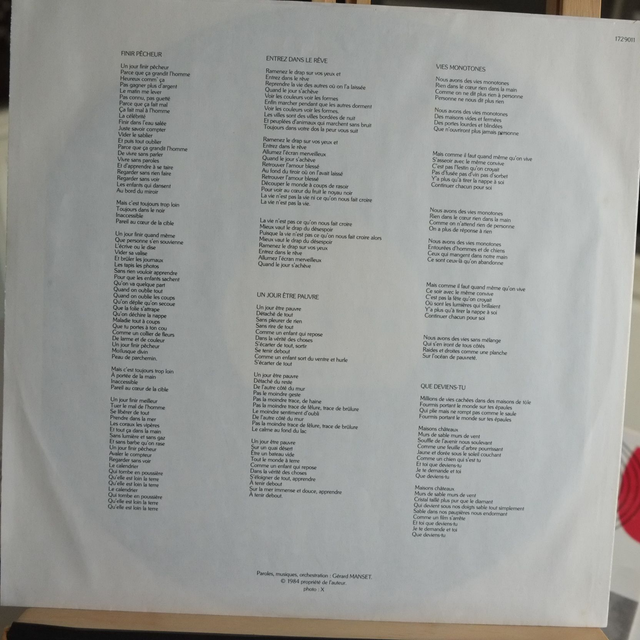 1729011
FINIR PÊCHEUR
Un jour finir pêcheur
Parce que ça grandit l'homme
Heureux comm' ça
Pas gagner plus d'argent
Le matin me lever
Pas connu, pas guetté
Parce que ça fait mal
Ça fait mal à l'homme
La célébrité
Finir dans l'eau salée
Juste savoir compter
Vider le sablier
Et puis tout oublier
Parce que ça grandit l'homme
De vivre sans parler
Vivre sans paroles
Et d'apprendre à se taire
Regarder sans rien faire
Regarder sans voir
Les enfants qui dansent
Au bord du miroir
Mais c'est toujours trop loin
Toujours dans le noir
Inaccessible
Pareil au cœur de la cible
Un jour finir quand même
Que personne s'en souvienne
L'écrive ou le dise
Vider sa valise
Et brûler les journaux
Les tapis les photos
Sans rien vouloir apprendre
Pour que les enfants sachent
Qu'on va quelque part
Quand on oublie tout
Quand on oublie les coups
Qu'on déplie qu'on secoue
Que la folie s'attrape
Qu'on déchire la nappe
Maladie tout à coups
Que tu portes à ton cou
Comme un collier de fleurs
De larme et de couleur
Un jour finir pêcheur
Mollusque d'un
Peau de parchemin.
Mais c'est toujours trop loin
A portée de la main
Inaccessible
Pareil au cœur de la cible
Un jour finir meilleur
Tuer le mal de l'homme
Se libérer de tout
Prendre dans la mer
Les coraux les vipères
Et tout ça dans la main
Sans lumière et sans gaz
Et sans barbe qu'on rase
Un jour finir pêcheur
Avaler le compteur
Regarder sans voir
Le calendrier
Qui tombe en poussière
Qu'elle est loin la terre
Qu'elle est loin la terre
Le calendrier
Qui tombe en poussière
Qu'elle est loin la terre
Qu'elle est loin la terre
ENTREZ DANS LE RÊVE
Ramenez le drap sur vos yeux et
Entrez dans le rêve
Reprendre la vie des autres où on l'a laissée
Quand le jour s'achève
Voir les couleurs voir les formes
Enfin marcher pendant que les autres dorment
Voir les couleurs voir les formes,
Les villes sont des villes bordées de nuit
Et peuplées d'animaux qui marchent sans bruit
Toujours dans votre dos la peur vous suit
Ramenez le drap sur vos yeux et
Entrez dans le rêve
Allumez l'écran merveilleux
Quand le jour s'achève
Retrouver l'amour blessé
Au fond du tiroir où on l'avait laissé
Retrouver l'amour blessé
Découper le monde à coups de rasoir
Pour voir au cœur du fruit le noyau noir
La vie n'est pas la vie ni ce qu'on nous fait croire
La vie n'est pas la vie.
La vie n'est pas ce qu'on nous fait croire
Mieux vaut le drap du désespoir
Puisque la vie n'est pas ce qu'on nous fait croire alors
Mieux vaut le drap du désespoir
Ramenez le drap sur vos yeux
Entrez dans le rêve
Allumez l'écran merveilleux
Quand le jour s'achève
UN JOUR ÊTRE PAUVRE
Un jour être pauvre
Détaché de tout
Sans pleurer de rien
Sans rire de tout
Comme un enfant qui repose
Dans la vérité des choses
S'écarter de tout, sortir
Se tenir debout
Comme un enfant sort du ventre et hurle
S'écarter de tout
Un jour être pauvre
Détaché du reste
De l'autre côté du mur
Pas le moindre geste
Pas la moindre trace, de haine
Pas la moindre trace de fêlure, trace de brûlure
Le moindre sentiment d'oubli
De l'autre côté du mur
Pas la moindre trace de fêlure, trace de brûlure
Le calme au fond du lac
Un jour être pauvre
Sur un quai désert
Être un bateau vide
Tout le monde à terre
Comme un enfant qui repose
Dans la vérité des choses
S'éloigner de tout, apprendre
À tenir debout
Sur la mer immense et douce, apprendre
À tenir debout.
VIES MONOTONES
Nous avons des vies monotones
Rien dans le cœur rien dans la main
Comme on ne dit plus rien à personne
Personne ne nous dit plus rien
Nous avons des vies monotones
Des maisons vides et fermées
Des portes lourdes et blindées
Que n'ouvriront plus jamais personne
Mais comme il faut quand même qu'on vive
S'asseoir avec le même convive
C'est pas l'festin qu'on croyait
Pas d'fusée pas d'vin pas d'sorbet
Y'a plus qu'à tirer la nappe à soi
Continuer chacun pour soi
Nous avons des vies monotones
Rien dans le cœur rien dans la main
Comme on n'attend rien de personne
On a plus de réponse à rien
Nous avons des vies monotones
Entourées d'hommes et de chiens
Ceux qui mangent dans notre main
Ce sont ceux-là qu'on abandonne
Mais comme il faut quand même qu'on vive
Ce soir avec le même convive
C'est pas la fête qu'on croyait
Où sont les lumières qui brillaient
Y'a plus qu'à tirer la nappe à soi
Continuer chacun pour soi
Nous avons des vies sans mélange
Qui s'en iront de tous côtés
Raides et droites comme une planche
Sur l'océan de pauvreté.
QUE DEVIENS-TU
Millions de vies cachées dans des maisons de tôle
Fourmis portent le monde sur les épaules
Qui plie mais ne rompt pas comme le saule
Fourmis portent le monde sur les épaules
Maisons châteaux
Murs de sable murs de vent
Souffle de l'avenir nous soulevant
Comme une feuille d'arbre pourrissant
Jaune et dorée sous le soleil couchant
Comme un chien qui s'est tu
Et toi que deviens-tu
Je te demande et toi
Que deviens-tu
Maisons châteaux
Murs de sable murs de vent
Cristal taillé plus pur que le diamant
Qui devient sous nos doigts sable tout simplement
Sable dans nos paupières nous endormant
Comme un film s'arrête
Et toi que deviens-tu
Je te demande et toi
Que deviens-tu
Paroles, musiques, orchestration : Gérard MANSET.
© 1984 propriété de l'auteur.
photo : X